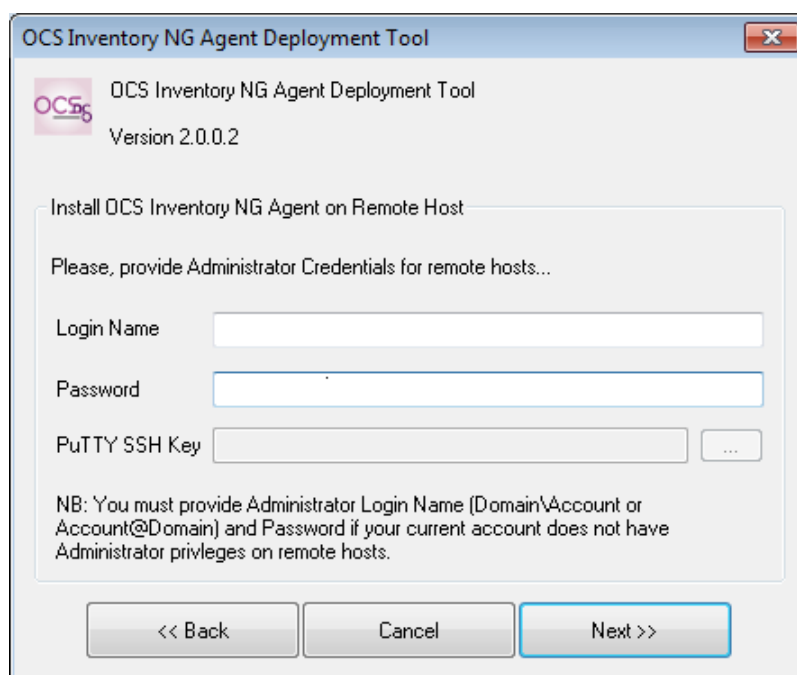 OCS Inventory NG Agent Deployment Tool
OCS Inventory NG Agent Deployment Tool
OCSng
Version 2.0.0.2
Install OCS Inventory NG Agent on Remote Host
Please, provide Administrator Credentials for remote hosts...
Login Name
Password
PuTTY SSH Key
...
NB: You must provide Administrator Login Name (Domain\Account or
Account@Domain) and Password if your current account does not have
Administrator privleges on remote hosts.
<< Back
Cancel
Next >>